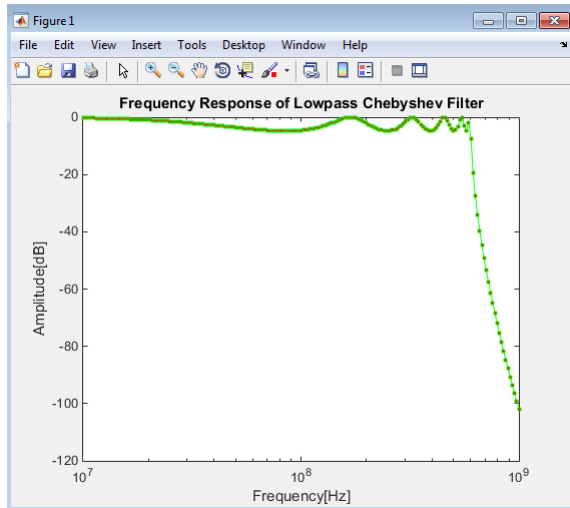 Figure 1
File Edit View Insert Tools Desktop Window Help
Frequency Response of Lowpass Chebyshev Filter
0
-20
-40
-60
-80
-100
-120
Amplitude[dB]
10^7 10^8 10^9
Frequency[Hz]